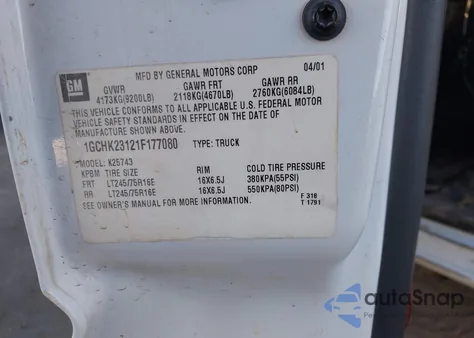 GM
MFD BY GENERAL MOTORS CORP 04/01
GVWR GAWR FRT GAWR RR
4173KG(9200LB) 2118KG(4670LB) 2760KG(6084LB)
THIS VEHICLE CONFORMS TO ALL APPLICABLE U.S. FEDERAL MOTOR
VEHICLE SAFETY STANDARDS IN EFFECT ON THE DATE OF
MANUFACTURE SHOWN ABOVE.
1GCHK23121F177080 TYPE: TRUCK
MODEL: K25743
KPBM TIRE SIZE RIM COLD TIRE PRESSURE
FRT LT245/75R16E 16X6.5J 380KPA(55PSI)
RR LT245/75R16E 16X6.5J 550KPA(80PSI)
SEE OWNER'S MANUAL FOR MORE INFORMATION.
F 318
T 1791
autoSnap